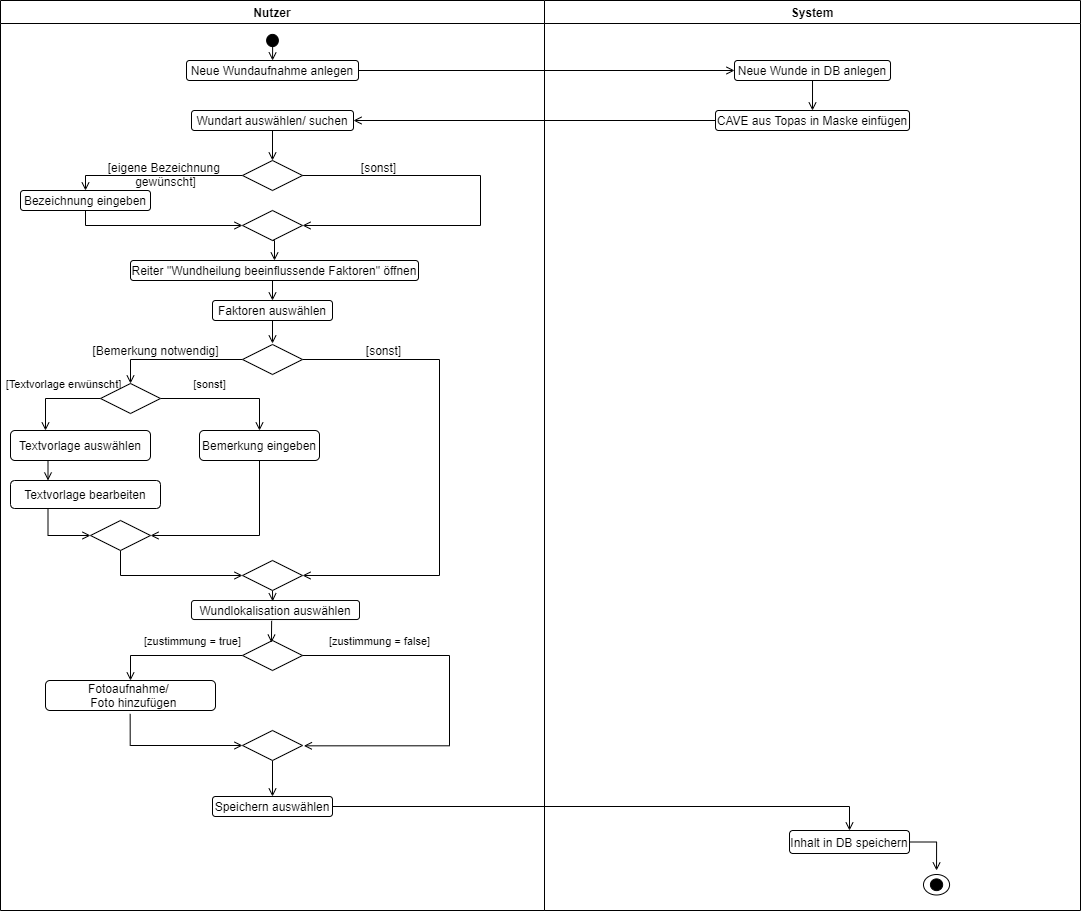 Nutzer
System
Neue Wundaufnahme anlegen
Neue Wunde in DB anlegen
Wundart auswählen/ suchen
CAVE aus Topas in Maske einfügen
[eigene Bezeichnung
gewünscht]
[sonst]
Bezeichnung eingeben
Reiter "Wundheilung beeinflussende Faktoren" öffnen
Faktoren auswählen
[Bemerkung notwendig]
[sonst]
[Textvorlage erwünscht]
[sonst]
Textvorlage auswählen
Bemerkung eingeben
Textvorlage bearbeiten
Wundlokalisation auswählen
[zustimmung = true]
[zustimmung = false]
Fotoaufnahme/
Foto hinzufügen
Speichern auswählen
Inhalt in DB speichern